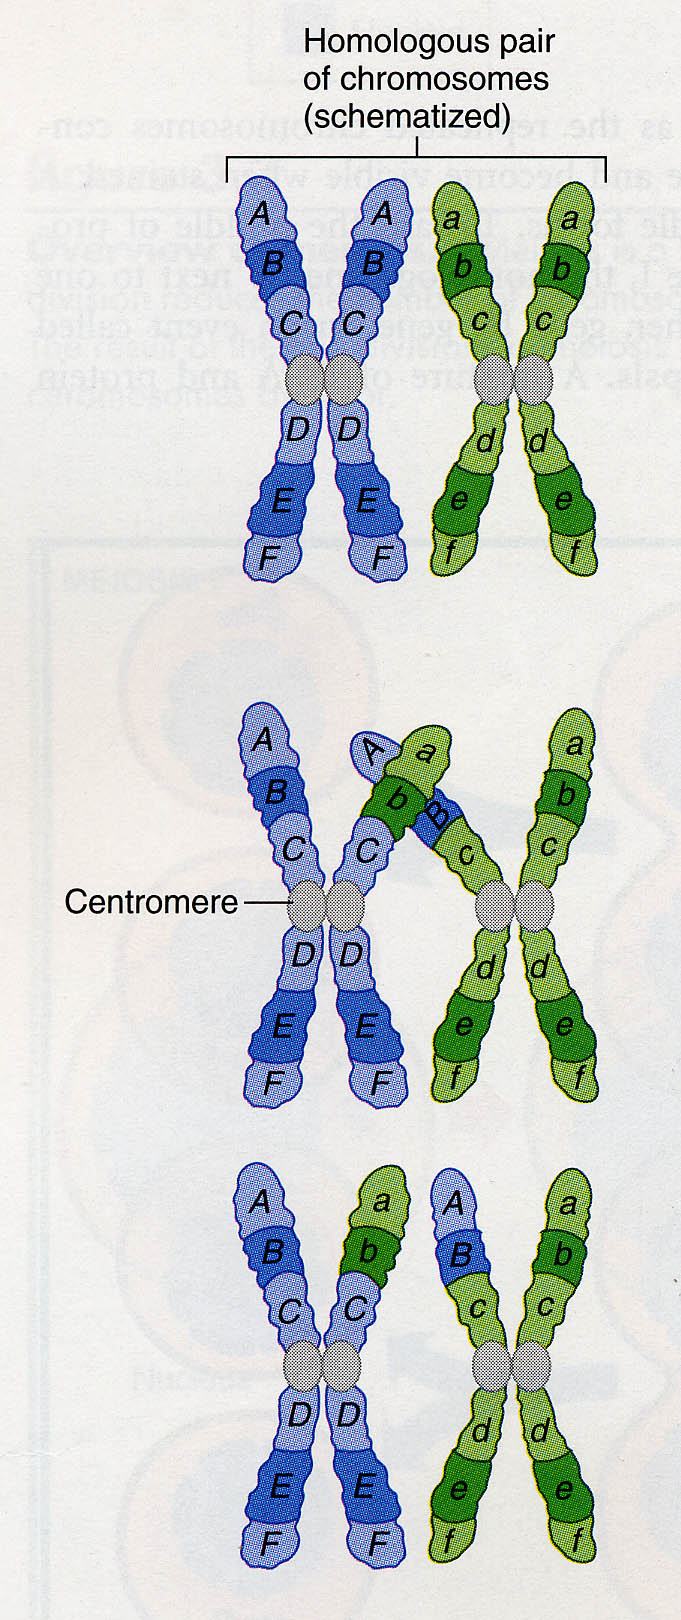 Homologous pair
of chromosomes
(schematized)
A A a a
B B b b
C C c c
D D d d
E E e e
F F f f
A A a a
B b B b
C C c c
Centromere
D D d d
E E e e
F F f f
A a A a
B b B b
C C c c
D D d d
E E e e
F F f f